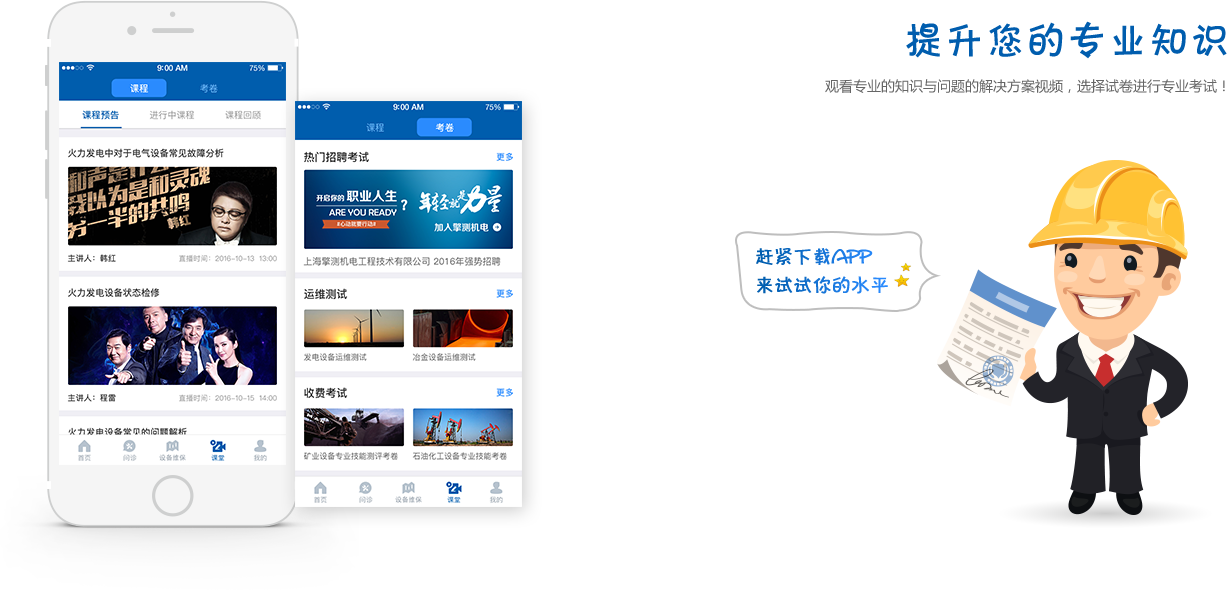 提升您的专业知识
观看专业的知识与问题的解决方案视频，选择试卷进行专业考试！
9:00 AM
75%
课程
考卷
课程预告
进行中课程
课程回顾
火力发电中对于电气设备常见故障分析
和声是什么
我以为是和灵魂
另一半的共鸣
韩红
主讲人：韩红
直播时间：2016-10-13 13:00
火力发电设备状态检修
主讲人：程雷
直播时间：2016-10-15 14:00
火力发电设备常见的问题解析
首页
问诊
设备维保
课堂
我的
9:00 AM
75%
课程
考卷
热门招聘考试
更多
开启你的 职业人生
ARE YOU READY
?
#心动就要行动#
年轻就是力量
加入擎测机电
上海擎测机电工程技术有限公司 2016年强势招聘
运维测试
更多
发电设备运维测试
冶金设备运维测试
收费考试
更多
矿业设备专业技能测评考卷
石油化工设备专业技能考卷
首页
问诊
设备维保
课堂
我的
赶紧下载APP
来试试你的水平